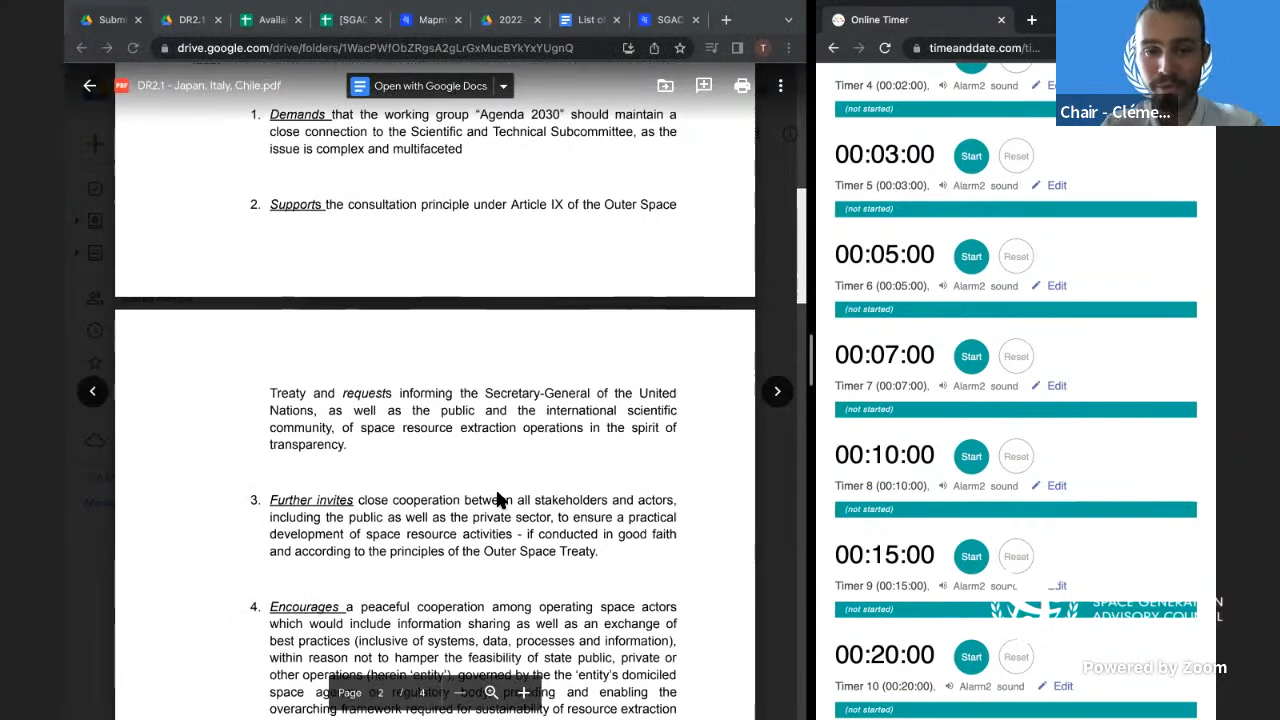 Subm
DR2.1
Availa
[SGAC
Mapm
2022-
List of
SGAC
Online Timer
drive.google.com/drive/folders/1WacPWfObZRgsA2gLrGxMucBYkYxYUgnQ
T
timeanddate.com/ti...
DR2.1 - Japan. Italy, Chile.pdf
Open with Google Docs
Chair - Cléme...
1. Demands that the working group “Agenda 2030” should maintain a
close connection to the Scientific and Technical Subcommittee, as the
issue is complex and multifaceted
2. Supports the consultation principle under Article IX of the Outer Space
Treaty and requests informing the Secretary-General of the United
Nations, as well as the public and the international scientific
community, of space resource extraction operations in the spirit of
transparency.
3. Further invites close cooperation between all stakeholders and actors,
including the public as well as the private sector, to ensure a practical
development of space resource activities - if conducted in good faith
and according to the principles of the Outer Space Treaty.
4. Encourages a peaceful cooperation among operating space actors
which would include information sharing as well as an exchange of
best practices (inclusive of systems, data, processes and information),
within reason not to hamper the feasibility of state public, private or
other operations (herein ‘entity’), governed by the the ‘entity’s domiciled
space and enabling the
overarching framework required for sustainability of resource extraction
Page 2 / 4
Timer 4 (00:02:00),
(not started)
00:03:00 Start Reset
Timer 5 (00:03:00), Alarm2 sound Edit
(not started)
00:05:00 Start Reset
Timer 6 (00:05:00), Alarm2 sound Edit
(not started)
00:07:00 Start Reset
Timer 7 (00:07:00), Alarm2 sound Edit
(not started)
00:10:00 Start Reset
Timer 8 (00:10:00), Alarm2 sound Edit
(not started)
00:15:00 Start Reset
Timer 9 (00:15:00), Alarm2 sound Edit
(not started)
00:20:00 Start Reset
Timer 10 (00:20:00), Alarm2 sound Edit
(not started)
SPACE GENERATION
ADVISORY COUNCIL
Powered by Zoom